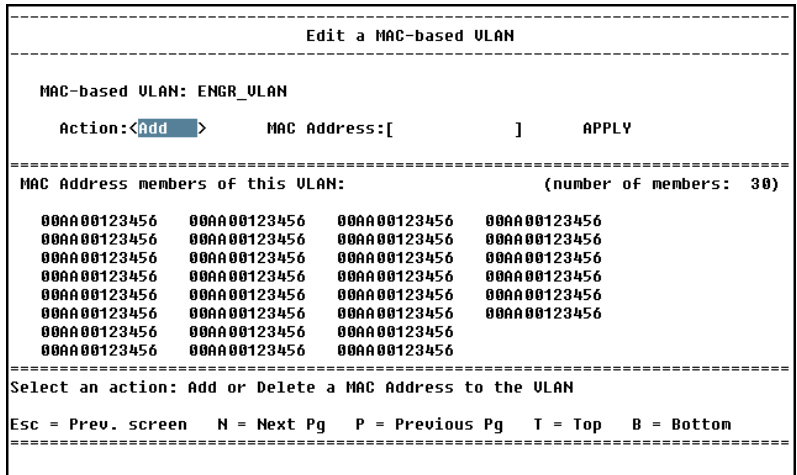 Edit a MAC-based VLAN
MAC-based VLAN: ENGR_VLAN
Action:<Add > MAC Address:[ ] APPLY
MAC Address members of this VLAN: (number of members: 30)
00AA00123456 00AA00123456 00AA00123456 00AA00123456
00AA00123456 00AA00123456 00AA00123456 00AA00123456
00AA00123456 00AA00123456 00AA00123456 00AA00123456
00AA00123456 00AA00123456 00AA00123456 00AA00123456
00AA00123456 00AA00123456 00AA00123456 00AA00123456
00AA00123456 00AA00123456 00AA00123456 00AA00123456
00AA00123456 00AA00123456 00AA00123456
00AA00123456 00AA00123456 00AA00123456
Select an action: Add or Delete a MAC Address to the VLAN
Esc = Prev. screen N = Next Pg P = Previous Pg T = Top B = Bottom